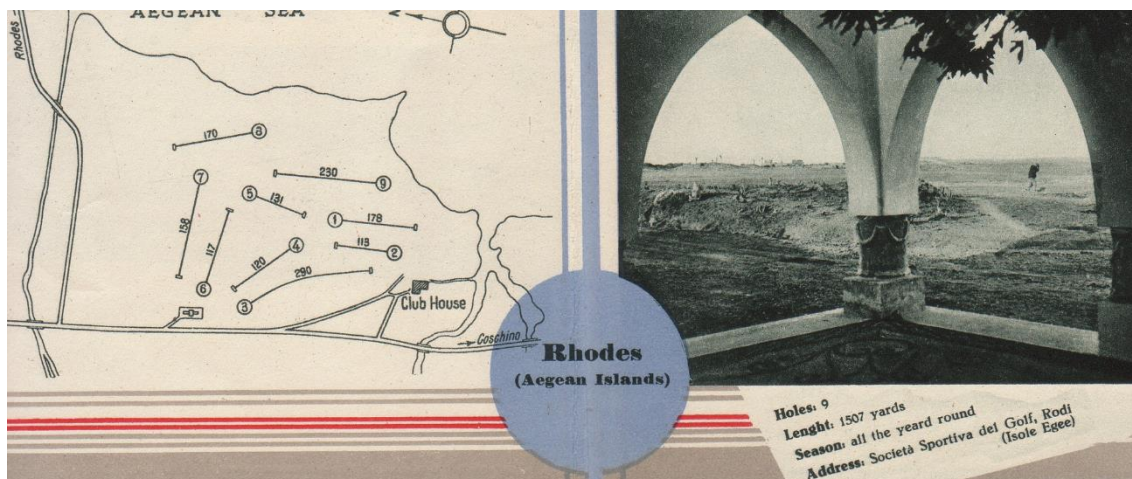 AEGEAN SEA
N
Rhodes
170 8
7
230 9
5
131
1 178
158
117
4
113 2
120
290
6
3
Club House
Coschino
Rhodes
(Aegean Islands)
Holes: 9
Lenght: 1507 yards
Season: all the yeard round
Address: Società Sportiva del Golf, Rodi
(Isole Egee)